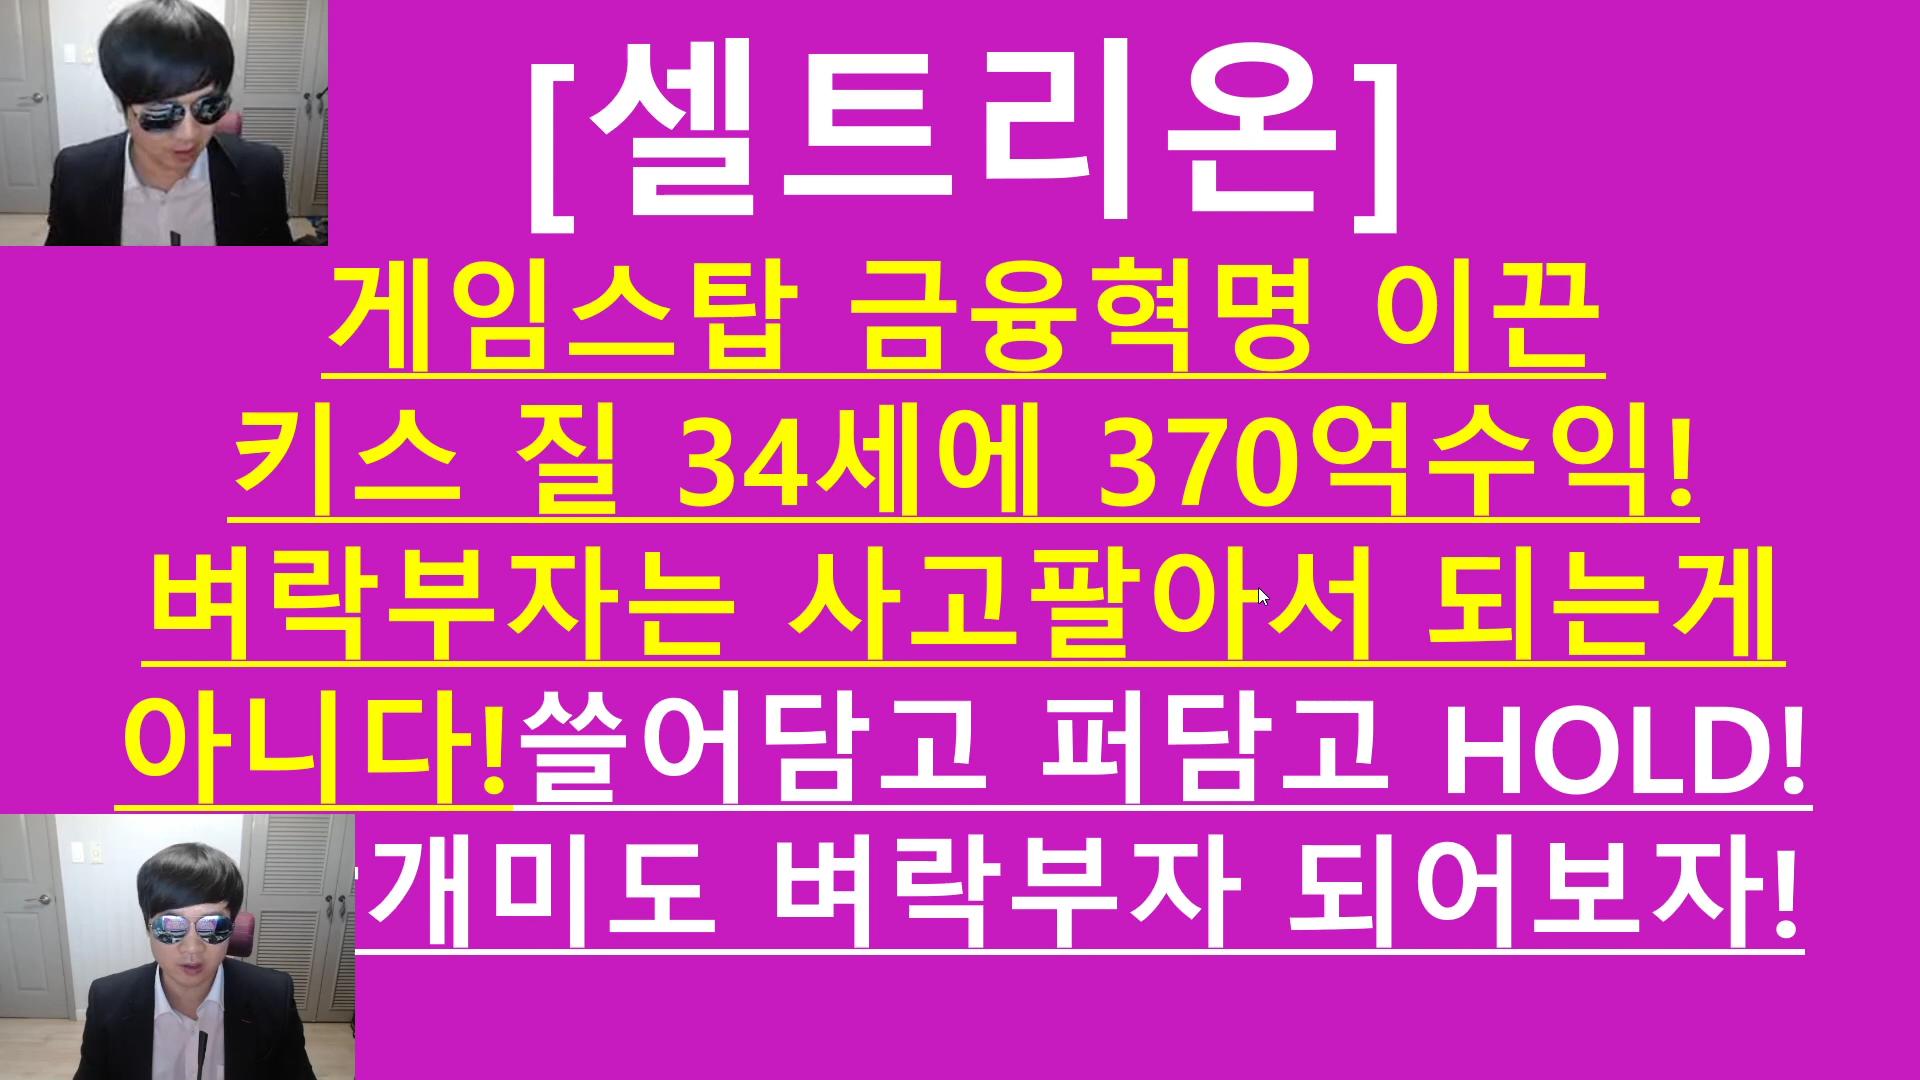 [셀트리온]
게임스탑 금융혁명 이끈
키스 질 34세에 370억수익!
벼락부자는 사고팔아서 되는게
아니다!쓸어담고 퍼담고 HOLD!
개미도 벼락부자 되어보자!